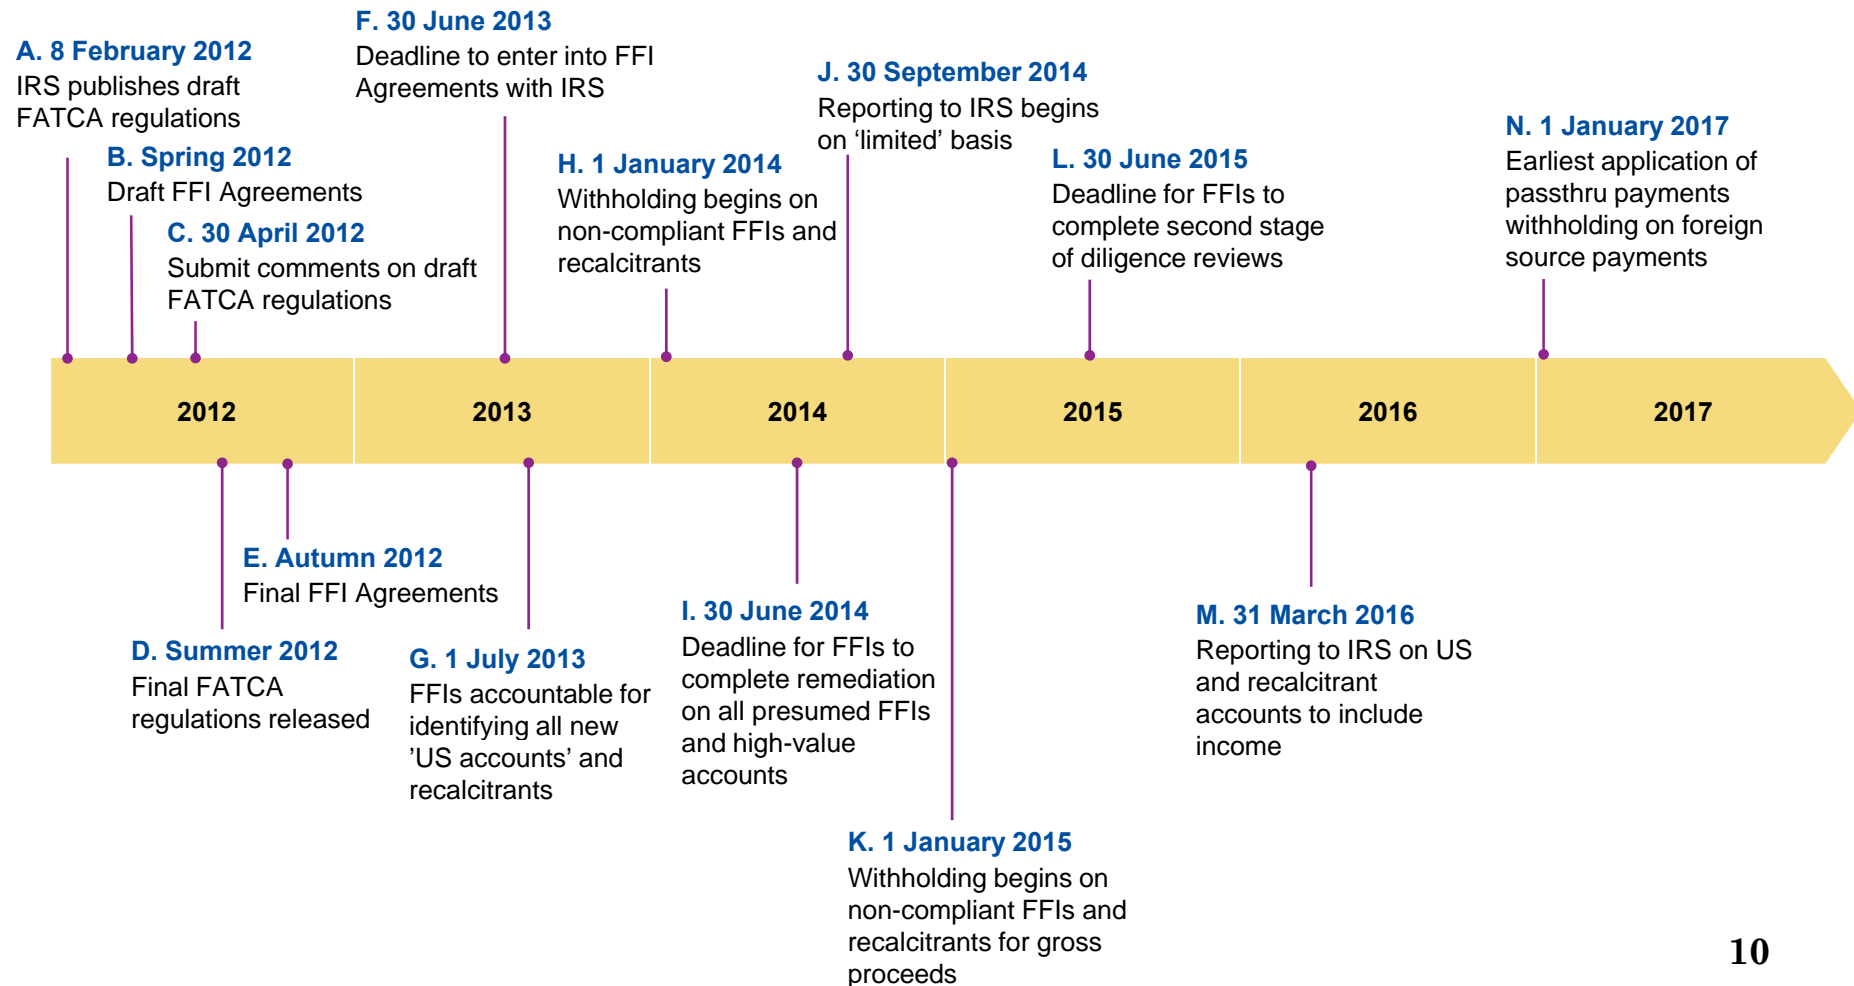 A. 8 February 2012
IRS publishes draft
FATCA regulations
B. Spring 2012
Draft FFI Agreements
C. 30 April 2012
Submit comments on draft
FATCA regulations
F. 30 June 2013
Deadline to enter into FFI
Agreements with IRS
H. 1 January 2014
Withholding begins on
non-compliant FFIs and
recalcitrants
J. 30 September 2014
Reporting to IRS begins
on ‘limited’ basis
L. 30 June 2015
Deadline for FFIs to
complete second stage
of diligence reviews
N. 1 January 2017
Earliest application of
passthru payments
withholding on foreign
source payments
2012
2013
2014
2015
2016
2017
D. Summer 2012
Final FATCA
regulations released
E. Autumn 2012
Final FFI Agreements
G. 1 July 2013
FFIs accountable for
identifying all new
’US accounts’ and
recalcitrants
I. 30 June 2014
Deadline for FFIs to
complete remediation
on all presumed FFIs
and high-value
accounts
K. 1 January 2015
Withholding begins on
non-compliant FFIs and
recalcitrants for gross
proceeds
M. 31 March 2016
Reporting to IRS on US
and recalcitrant
accounts to include
income
10